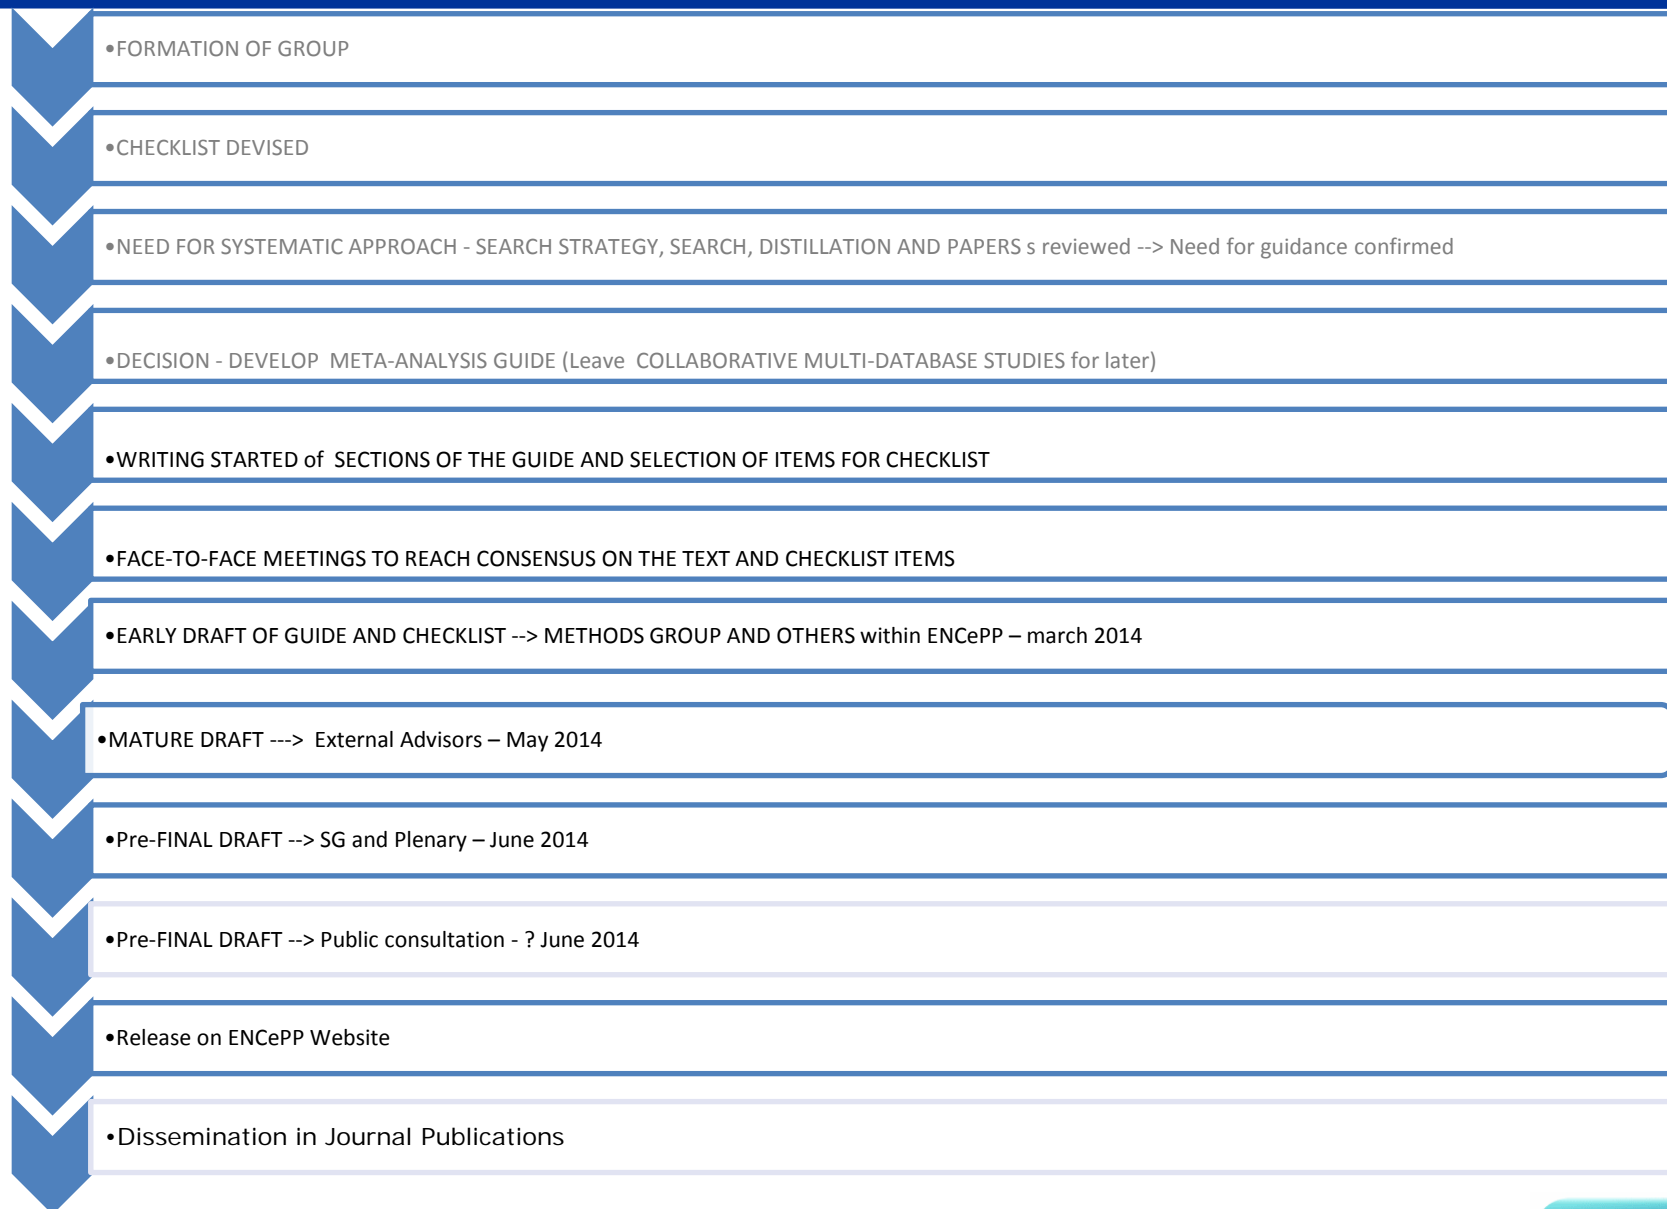 •FORMATION OF GROUP
•CHECKLIST DEVISED
•NEED FOR SYSTEMATIC APPROACH - SEARCH STRATEGY, SEARCH, DISTILLATION AND PAPERS s reviewed --> Need for guidance confirmed
•DECISION - DEVELOP META-ANALYSIS GUIDE (Leave COLLABORATIVE MULTI-DATABASE STUDIES for later)
•WRITING STARTED of SECTIONS OF THE GUIDE AND SELECTION OF ITEMS FOR CHECKLIST
•FACE-TO-FACE MEETINGS TO REACH CONSENSUS ON THE TEXT AND CHECKLIST ITEMS
•EARLY DRAFT OF GUIDE AND CHECKLIST --> METHODS GROUP AND OTHERS within ENCePP – march 2014
•MATURE DRAFT ---> External Advisors – May 2014
•Pre-FINAL DRAFT --> SG and Plenary – June 2014
•Pre-FINAL DRAFT --> Public consultation - ? June 2014
•Release on ENCePP Website
•Dissemination in Journal Publications